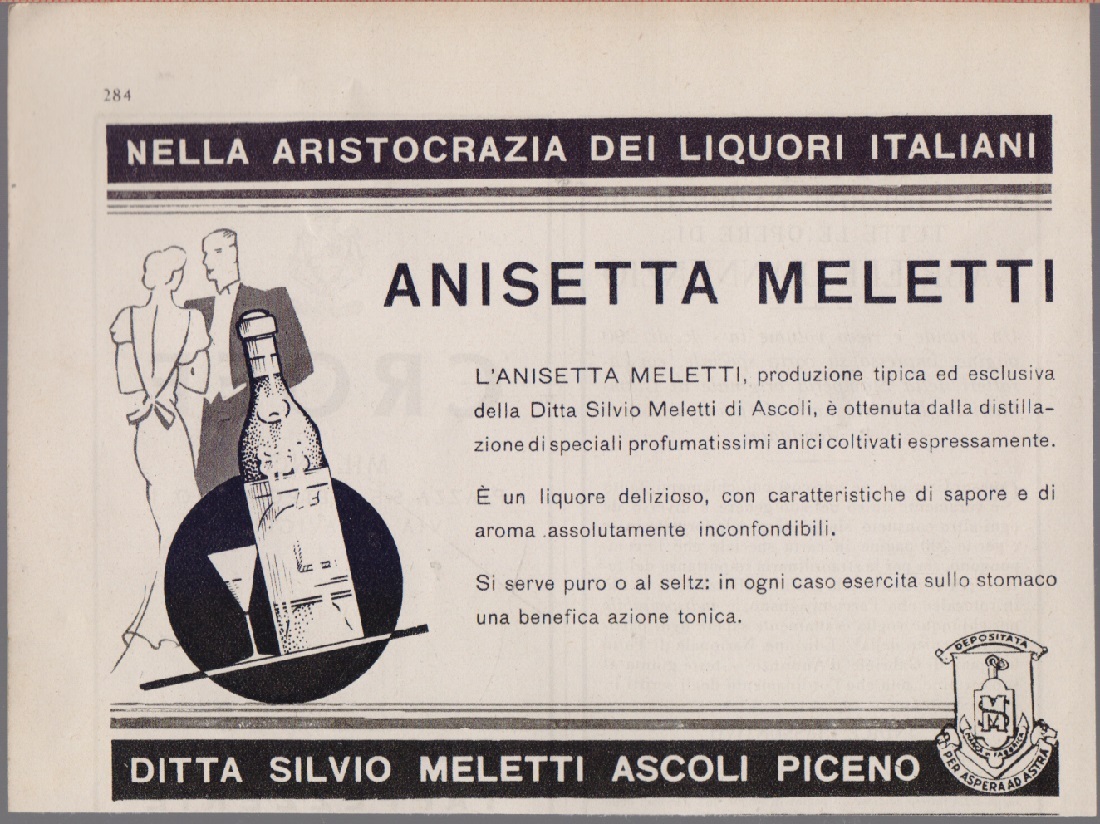 284
NELLA ARISTOCRAZIA DEI LIQUORI ITALIANI
ANISETTA MELETTI
L'ANISETTA MELETTI, produzione tipica ed esclusiva
della Ditta Silvio Meletti di Ascoli, è ottenuta dalla distilla-
zione di speciali profumatissimi anici coltivati espressamente.
È un liquore delizioso, con caratteristiche di sapore e di
aroma assolutamente inconfondibili.
Si serve puro o al seltz: in ogni caso esercita sullo stomaco
una benefica azione tonica.
DEPOSITATA
PER ASPERA AD ASTRA
DITTA SILVIO MELETTI ASCOLI PICENO